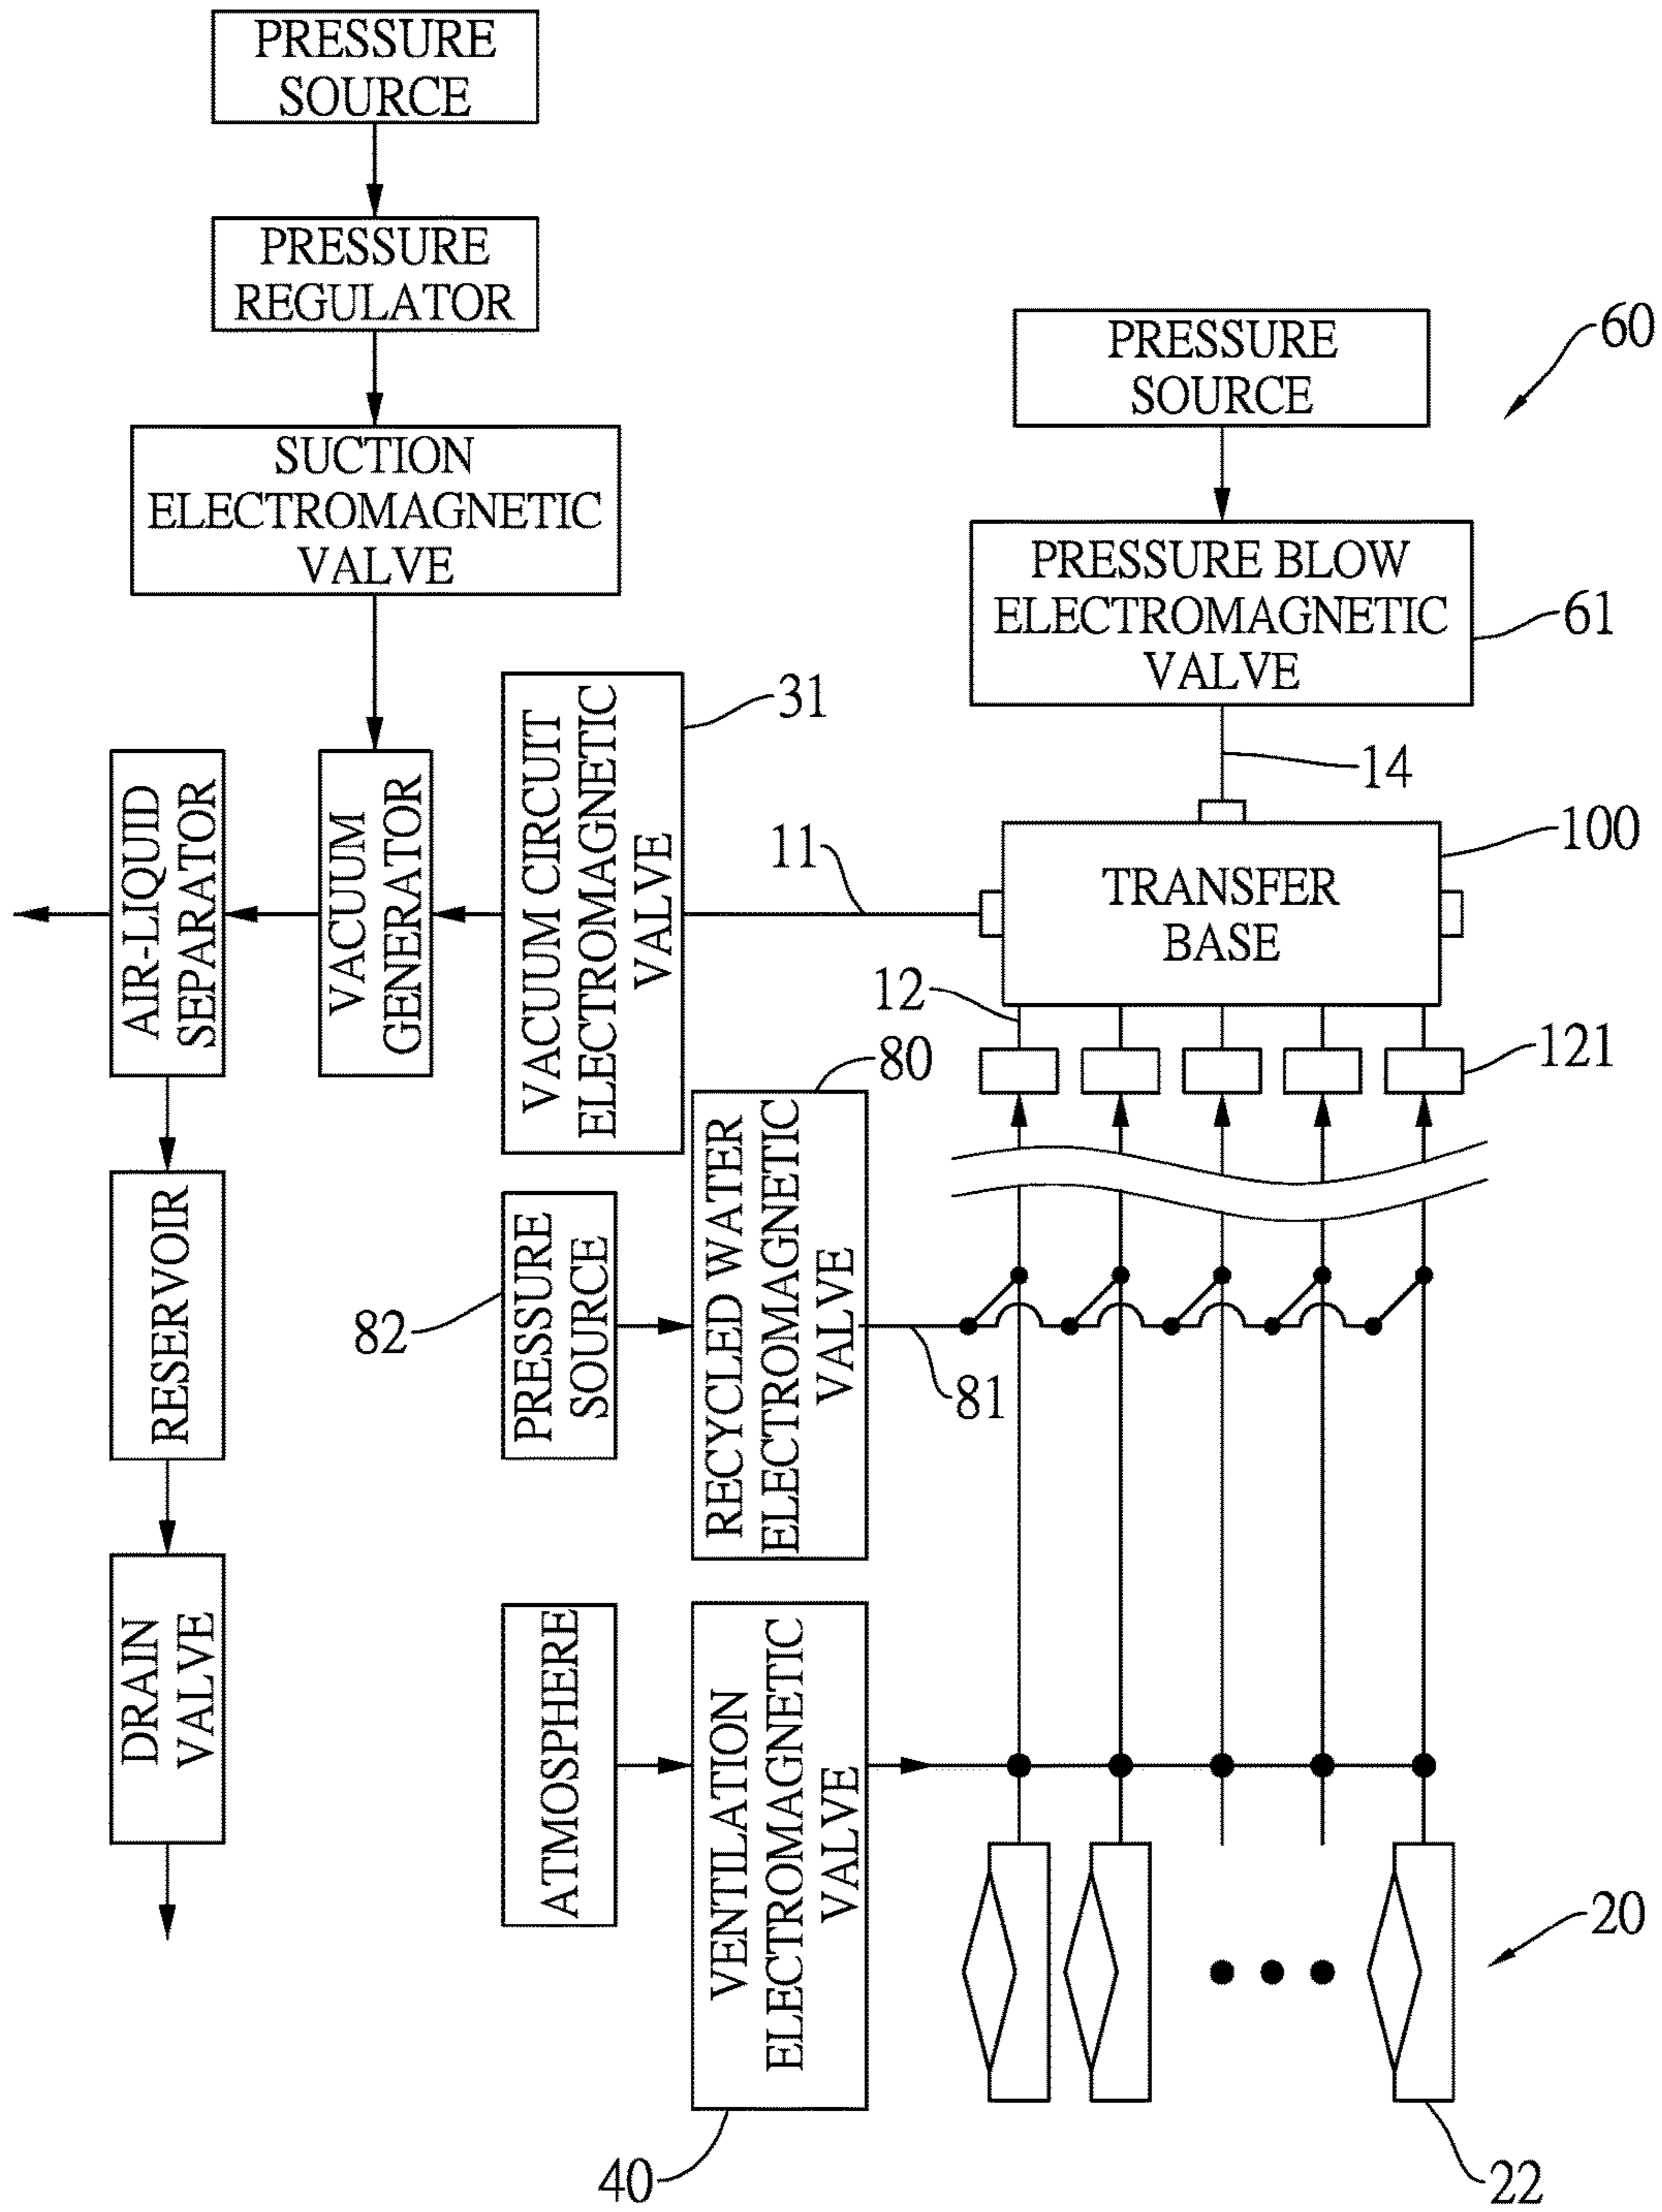 PRESSURE
SOURCE
PRESSURE
REGULATOR
SUCTION
ELECTROMAGNETIC
VALVE
PRESSURE
SOURCE
60
PRESSURE BLOW
ELECTROMAGNETIC
VALVE
61
14
TRANSFER
BASE
100
11
12
121
VACUUM CIRCUIT
ELECTROMAGNETIC
VALVE
31
VACUUM
GENERATOR
AIR-LIQUID
SEPARATOR
RESERVOIR
DRAIN
VALVE
PRESSURE
SOURCE
82
RECYCLED WATER
ELECTROMAGNETIC
VALVE
80
81
ATMOSPHERE
VENTILATION
ELECTROMAGNETIC
VALVE
40
20
22